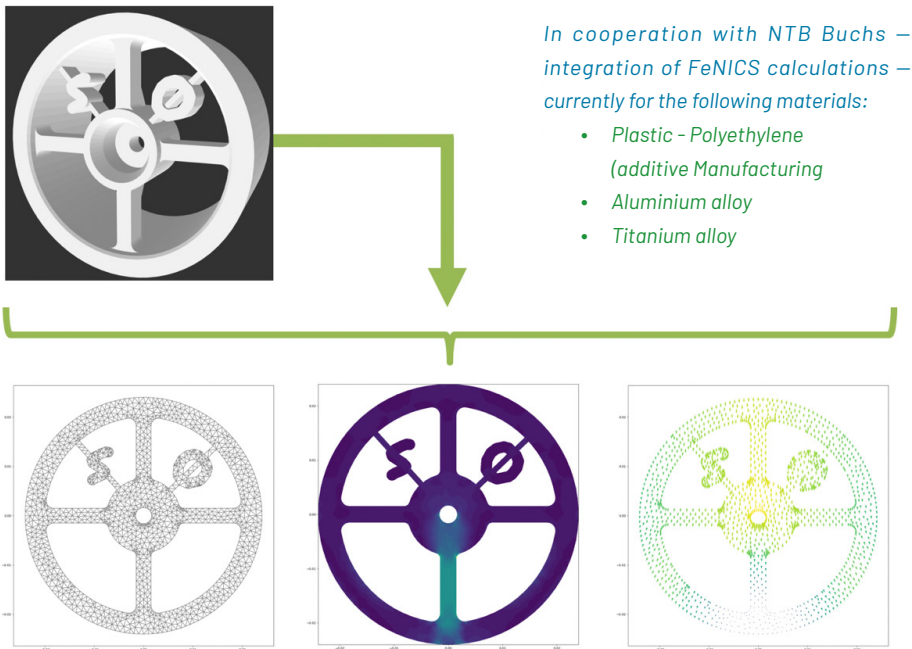 In cooperation with NTB Buchs –
integration of FeNICS calculations –
currently for the following materials:
• Plastic - Polyethylene
(additive Manufacturing
• Aluminium alloy
• Titanium alloy